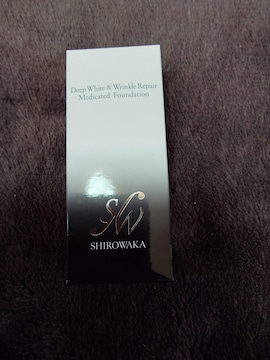 Deep White & Wrinkle Repair
Medicated Foundation
SW
SHIROWAKA